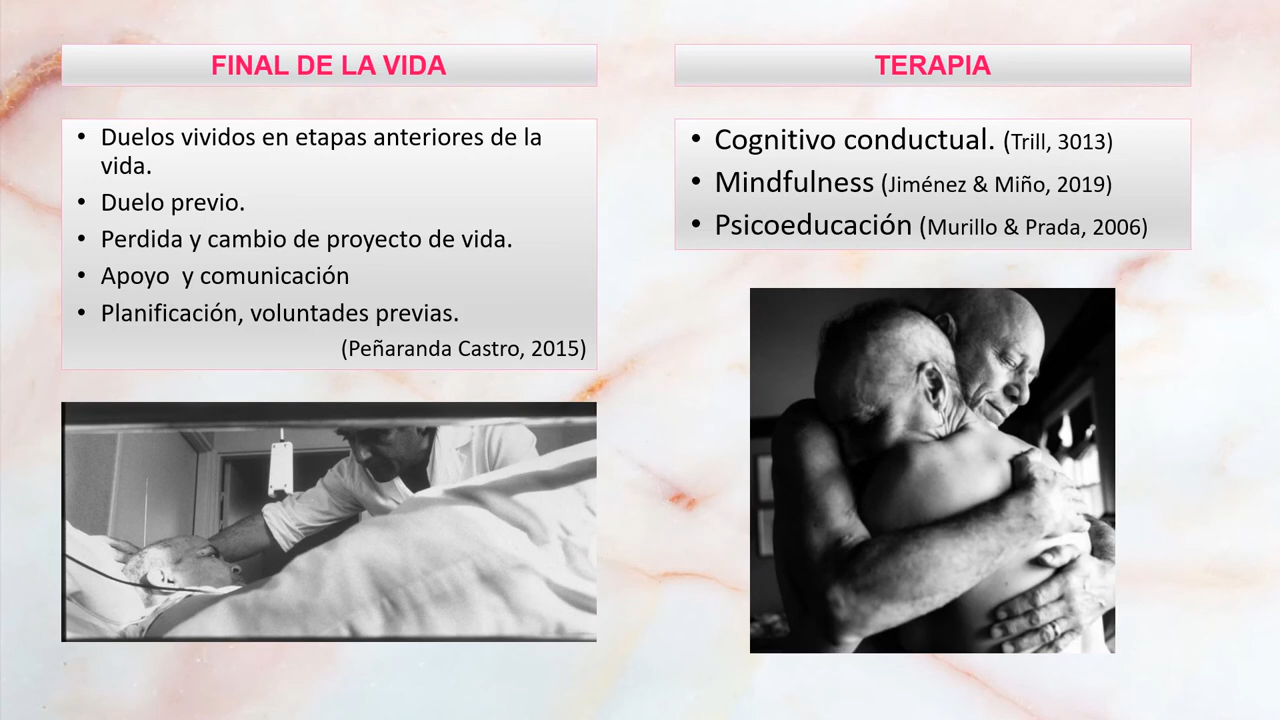 FINAL DE LA VIDA
• Duelos vividos en etapas anteriores de la
vida.
• Duelo previo.
• Perdida y cambio de proyecto de vida.
• Apoyo  y comunicación
• Planificación, voluntades previas.
(Peñaranda Castro, 2015)
TERAPIA
• Cognitivo conductual. (Trill, 3013)
• Mindfulness (Jiménez & Miño, 2019)
• Psicoeducación (Murillo & Prada, 2006)